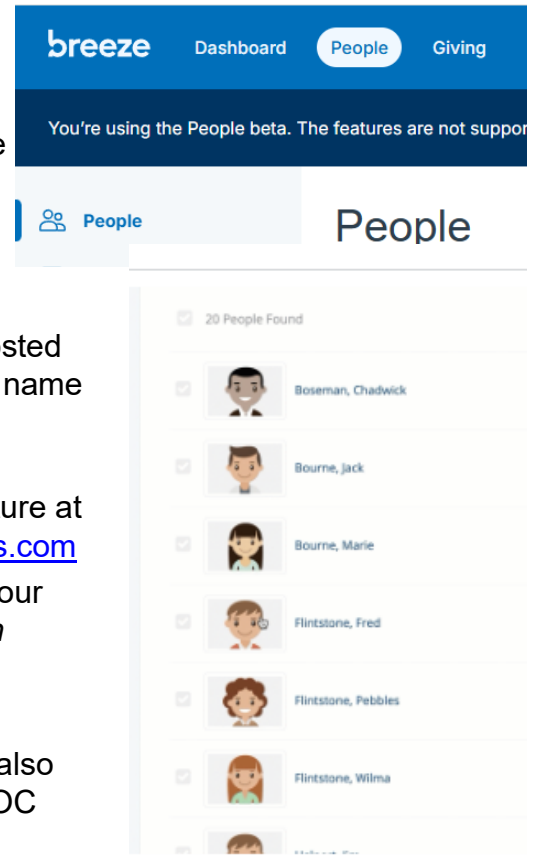 breeze Dashboard People Giving
You're using the People beta. The features are not suppor
e
People
People
20 People Found
osted
name
Boseman, Chadwick
Bourne, Jack
ure at
s.com
Bourne, Marie
our
n
Flintstone, Fred
Flintstone, Pebbles
also
Flintstone, Wilma
OC